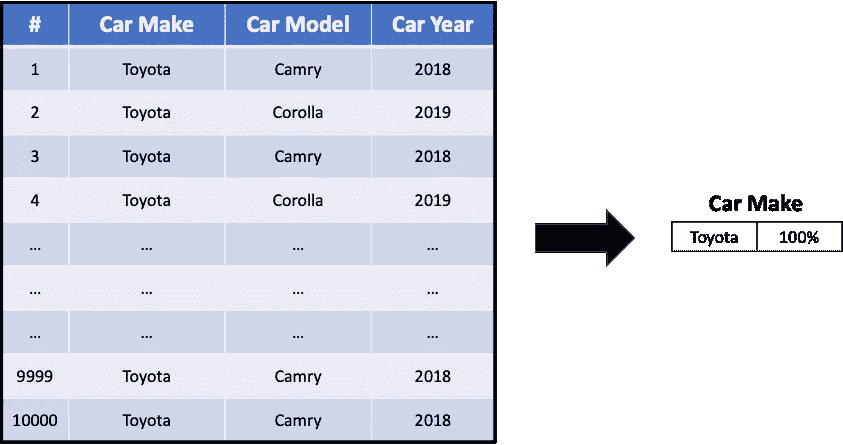 # Car Make Car Model Car Year
1 Toyota Camry 2018
2 Toyota Corolla 2019
3 Toyota Camry 2018
4 Toyota Corolla 2019
... ... ... ...
... ... ... ...
... ... ... ...
9999 Toyota Camry 2018
10000 Toyota Camry 2018
Car Make
Toyota 100%